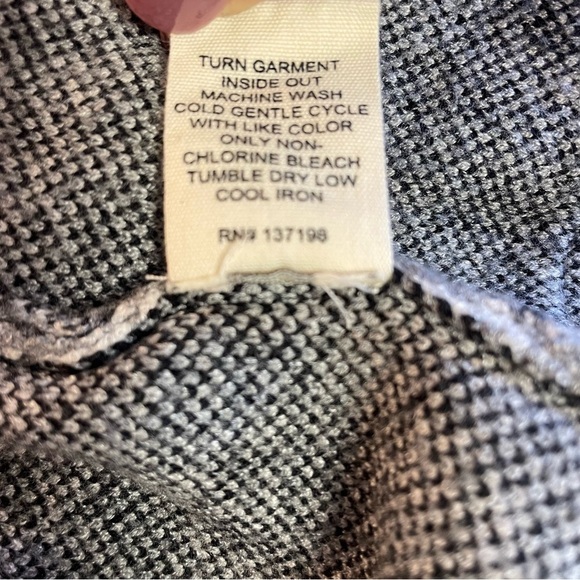 TURN GARMENT
INSIDE OUT
MACHINE WASH
COLD GENTLE CYCLE
WITH LIKE COLOR
ONLY NON-
CHLORINE BLEACH
TUMBLE DRY LOW
COOL IRON
RN# 137198